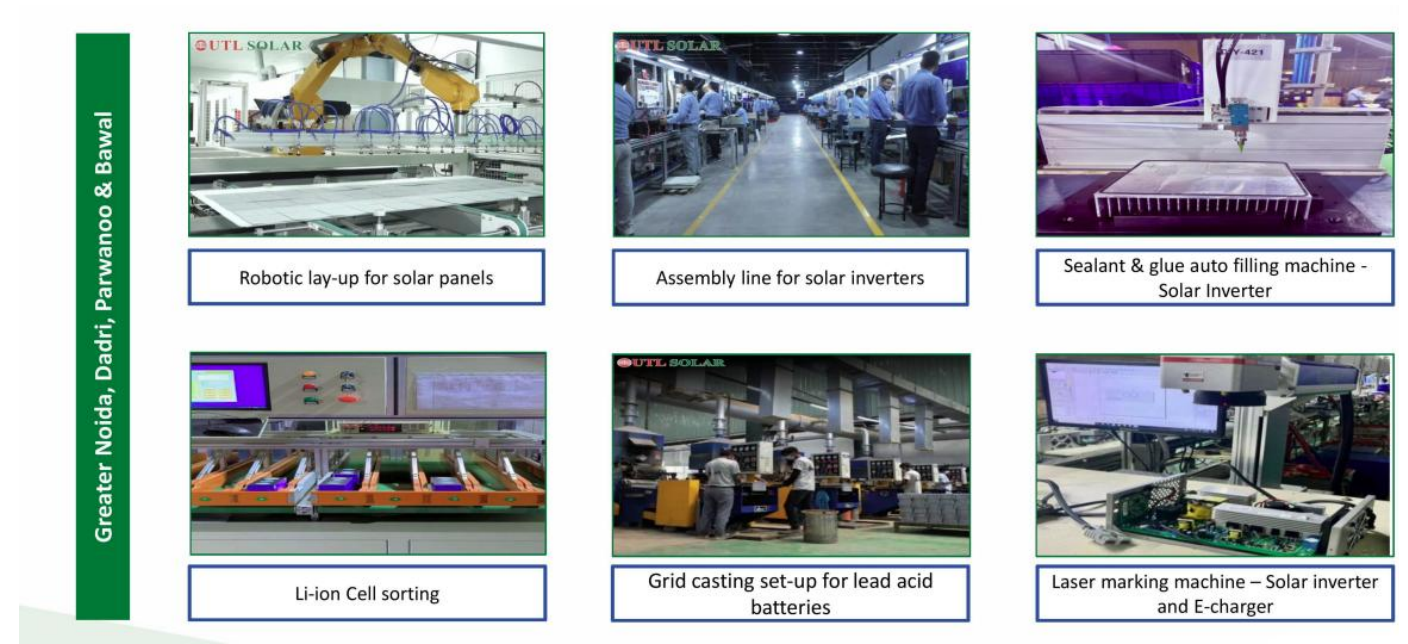 Greater Noida, Dadri, Parwanoo & Bawal
UTL SOLAR
UTL SOLAR
Y-421
Robotic lay-up for solar panels
Assembly line for solar inverters
Sealant & glue auto filling machine -
Solar Inverter
UTL SOLAR
Li-ion Cell sorting
Grid casting set-up for lead acid
batteries
Laser marking machine – Solar inverter
and E-charger